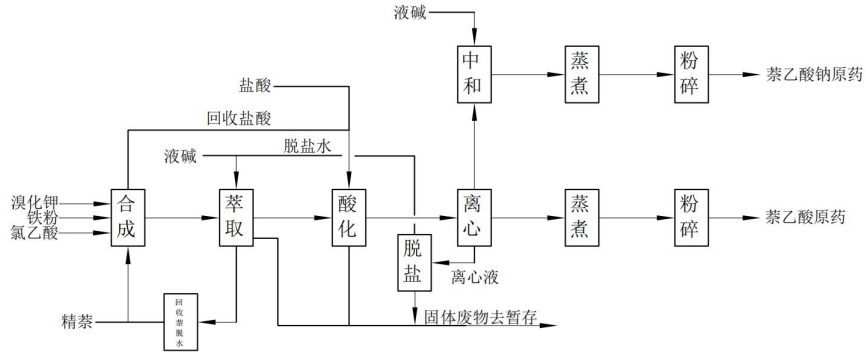 液碱
中和
蒸煮
粉碎
萘乙酸钠原药
盐酸
回收盐酸
液碱
脱盐水
溴化钾
铁粉
氯乙酸
合成
萃取
酸化
离心
蒸煮
粉碎
萘乙酸原药
脱盐
离心液
精萘
回收萘脱水
固体废物去暂存